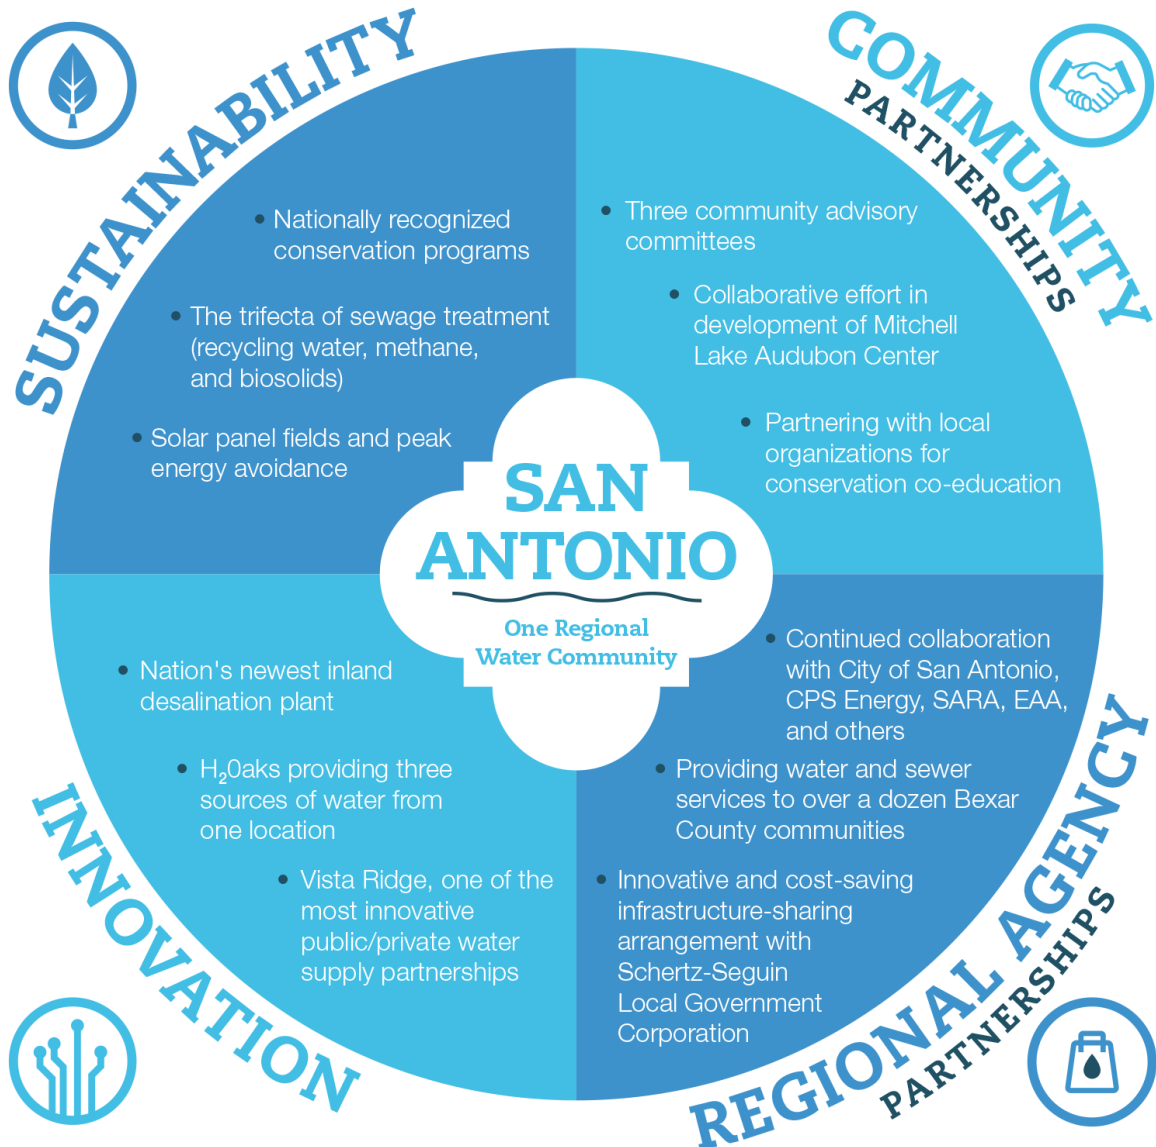 SUSTAINABILITY
• Nationally recognized
conservation programs
• The trifecta of sewage treatment
(recycling water, methane,
and biosolids)
• Solar panel fields and peak
energy avoidance
COMMUNITY
PARTNERSHIPS
• Three community advisory
committees
• Collaborative effort in
development of Mitchell
Lake Audubon Center
• Partnering with local
organizations for
conservation co-education
SAN
ANTONIO
One Regional
Water Community
INNOVATION
• Nation's newest inland
desalination plant
• H₂0aks providing three
sources of water from
one location
• Vista Ridge, one of the
most innovative
public/private water
supply partnerships
REGIONAL AGENCY
PARTNERSHIPS
• Continued collaboration
with City of San Antonio,
CPS Energy, SARA, EAA,
and others
• Providing water and sewer
services to over a dozen Bexar
County communities
• Innovative and cost-saving
infrastructure-sharing
arrangement with
Schertz-Seguin
Local Government
Corporation